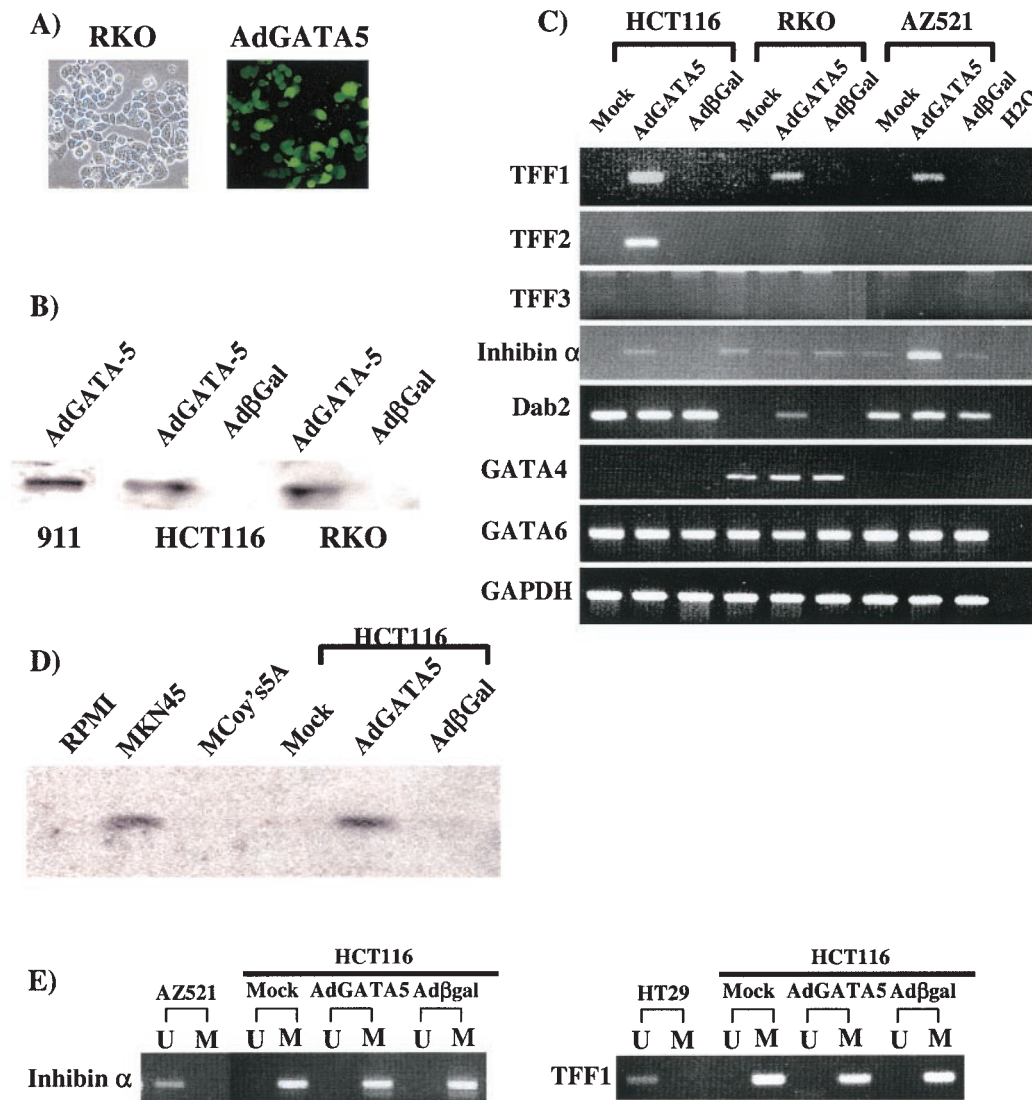 A)
RKO AdGATA5
B)
AdGATA-5 AdGATA-5 AdβGal AdGATA-5 AdβGal
911 HCT116 RKO
C)
HCT116 RKO AZ521
Mock AdGATA5 AdβGal Mock AdGATA5 AdβGal Mock AdGATA5 AdβGal H2O
TFF1
TFF2
TFF3
Inhibin α
Dab2
GATA4
GATA6
GAPDH
D)
HCT116
RPMI MKN45 MCoy's5A Mock AdGATA5 AdβGal
E)
HCT116
AZ521 Mock AdGATA5 Adβgal
U M U M U M U M
Inhibin α
HCT116
HT29 Mock AdGATA5 Adβgal
U M U M U M U M
TFF1